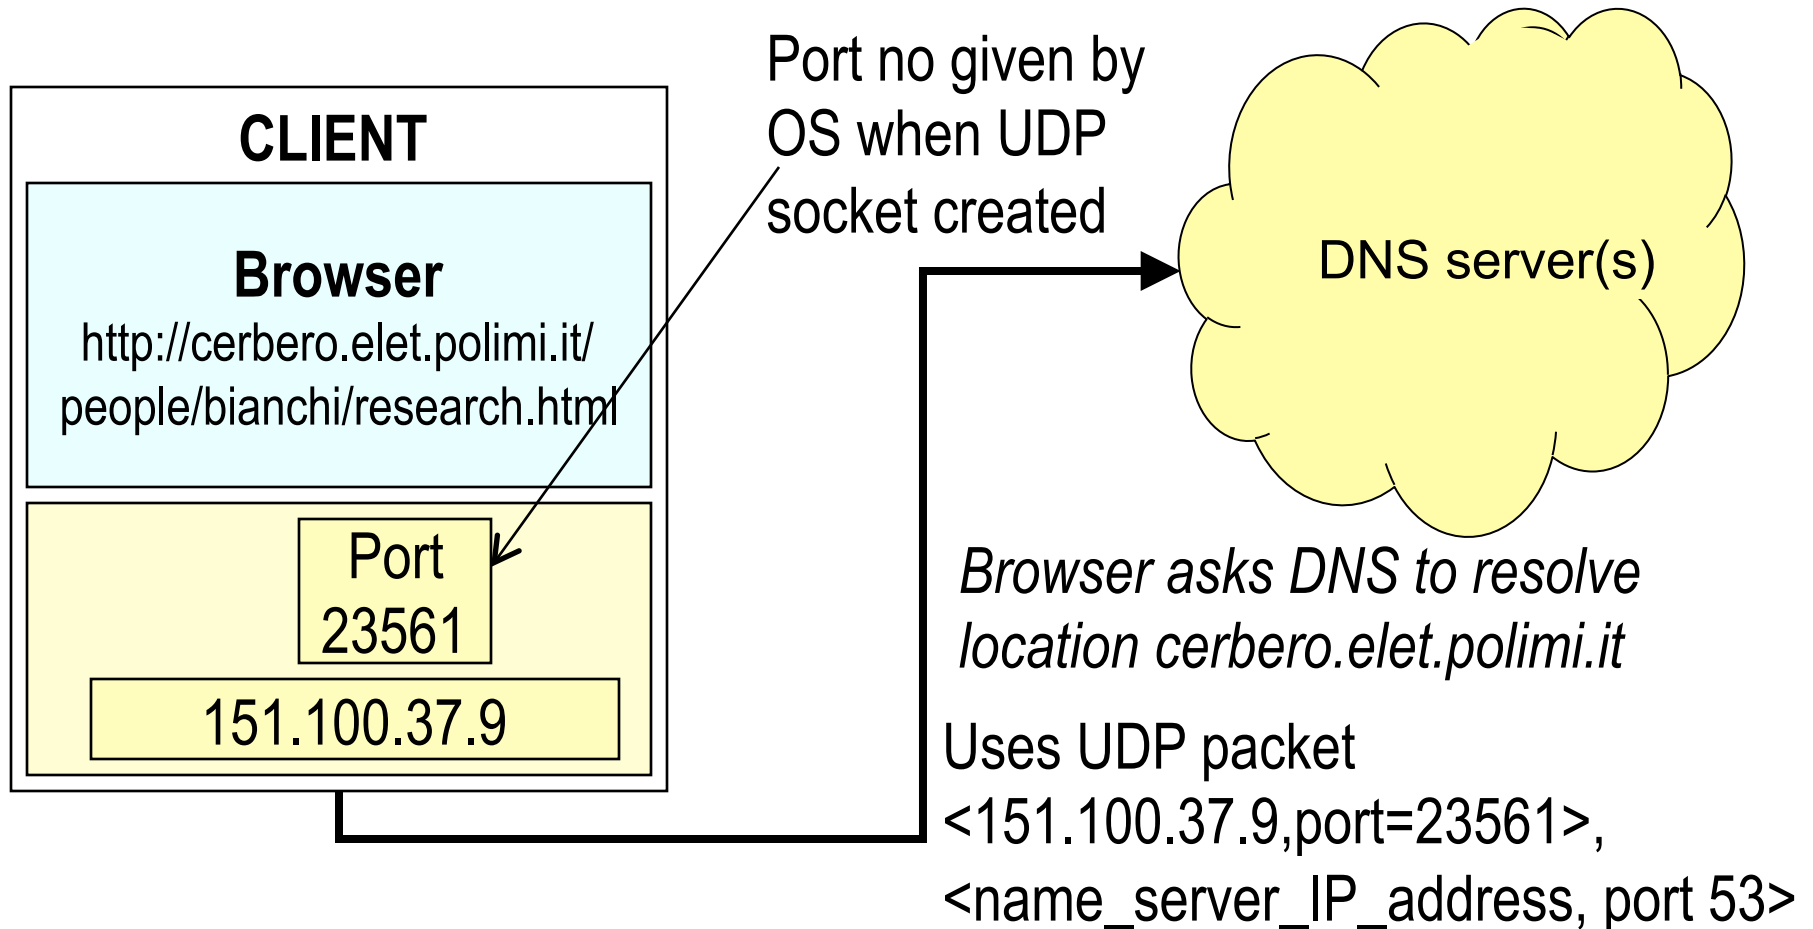 CLIENT
Browser
http://cerbero.elet.polimi.it/
people/bianchi/research.html
Port
23561
151.100.37.9
Port no given by
OS when UDP
socket created
DNS server(s)
Browser asks DNS to resolve
location cerbero.elet.polimi.it
Uses UDP packet
<151.100.37.9,port=23561>,
<name_server_IP_address, port 53>